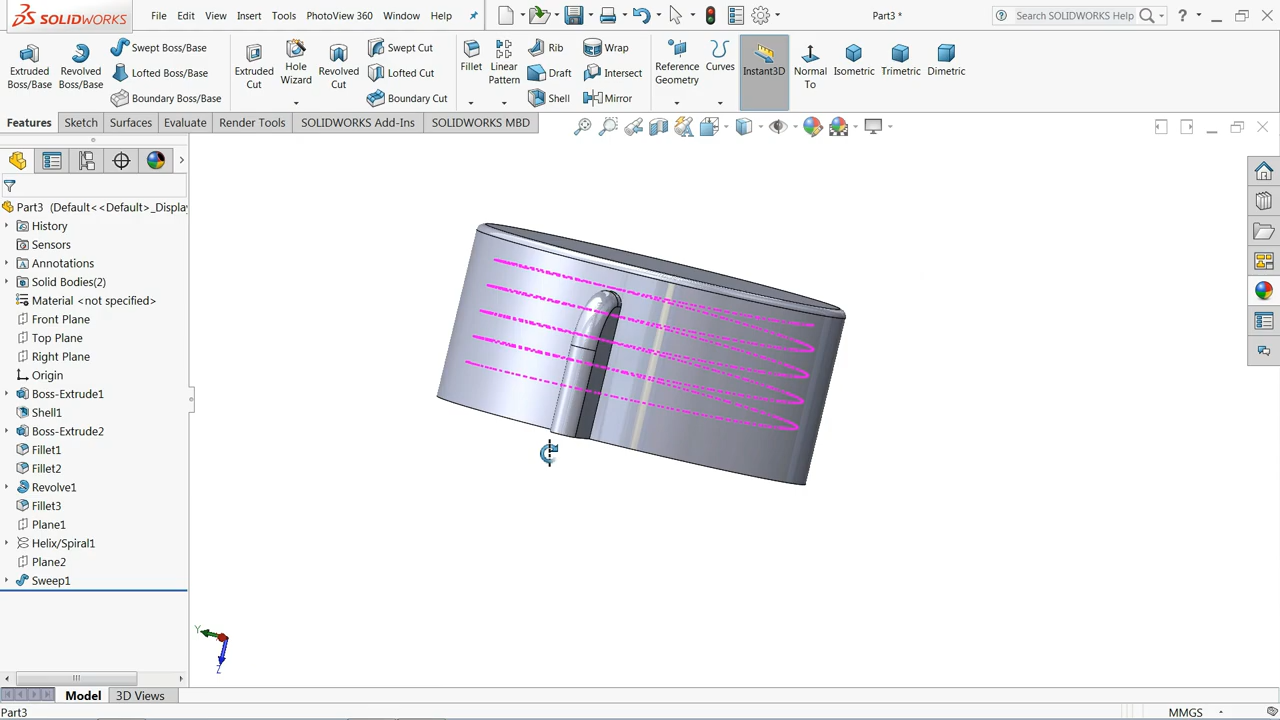 SOLIDWORKS File Edit View Insert Tools PhotoView 360 Window Help Part3 * Search SOLIDWORKS Help ?
Extruded Boss/Base
Revolved Boss/Base
Swept Boss/Base
Lofted Boss/Base
Boundary Boss/Base
Extruded Cut
Hole Wizard
Revolved Cut
Swept Cut
Lofted Cut
Boundary Cut
Fillet
Linear Pattern
Rib
Draft
Shell
Wrap
Intersect
Mirror
Reference Geometry
Curves
Instant3D
Normal To
Isometric
Trimetric
Dimetric
Features Sketch Surfaces Evaluate Render Tools SOLIDWORKS Add-Ins SOLIDWORKS MBD
Part3 (Default<<Default>_Display
History
Sensors
Annotations
Solid Bodies(2)
Material <not specified>
Front Plane
Top Plane
Right Plane
Origin
Boss-Extrude1
Shell1
Boss-Extrude2
Fillet1
Fillet2
Revolve1
Fillet3
Plane1
Helix/Spiral1
Plane2
Sweep1
Y
Z
Model 3D Views
Part3 MMGS